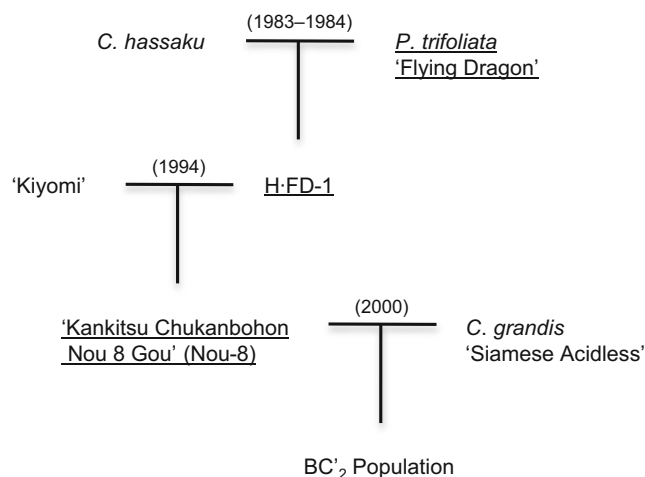 (1983–1984)
C. hassaku
P. trifoliata
'Flying Dragon'
(1994)
'Kiyomi'
H·FD-1
(2000)
'Kankitsu Chukanbohon
Nou 8 Gou' (Nou-8)
C. grandis
'Siamese Acidless'
BC'₂ Population